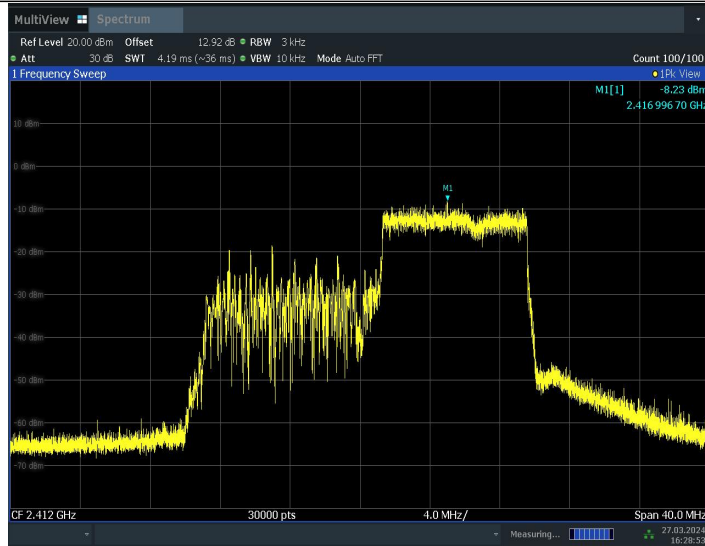 MultiView Spectrum
Ref Level 20.00 dBm Offset 12.92 dB RBW 3 kHz
Att 30 dB SWT 4.19 ms (~36 ms) VBW 10 kHz Mode Auto FFT Count 100/100
1 Frequency Sweep 1Pk View
M1[1] -8.23 dBm
2.416 996 70 GHz
10 dBm
0 dBm
M1
-10 dBm
-20 dBm
-30 dBm
-40 dBm
-50 dBm
-60 dBm
-70 dBm
CF 2.412 GHz 30000 pts 4.0 MHz/ Span 40.0 MHz
Measuring... 27.03.2024
16:28:53